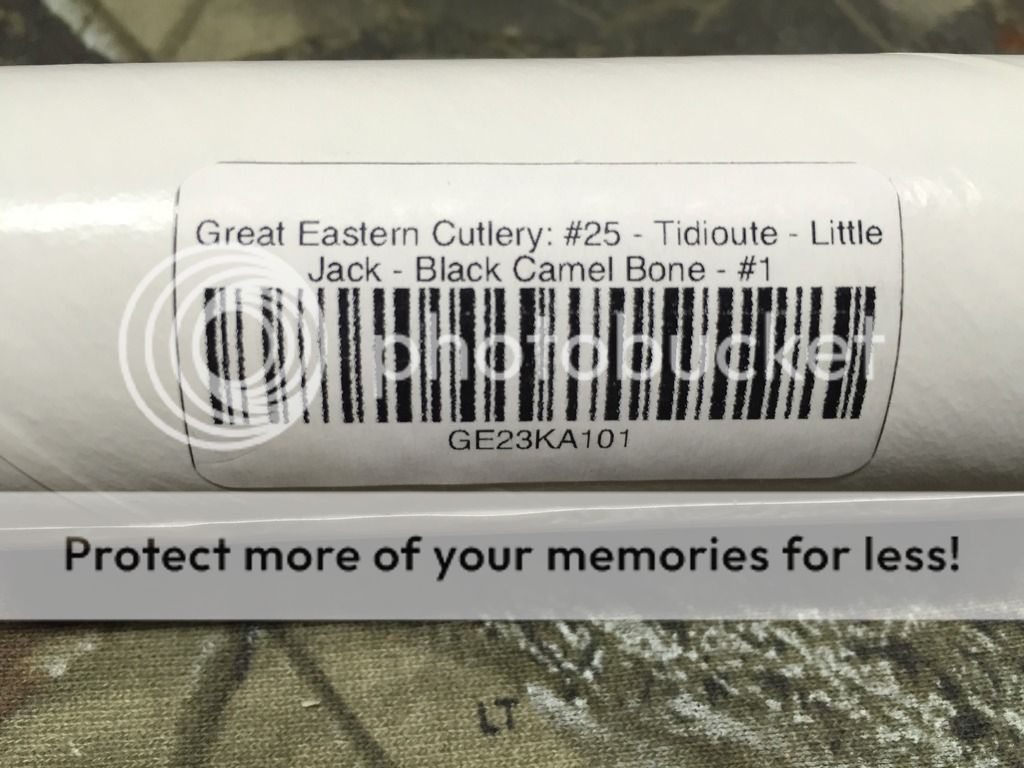 Great Eastern Cutlery: #25 - Tidioute - Little
Jack - Black Camel Bone - #1
photobucket
GE23KA101
Protect more of your memories for less!
LT